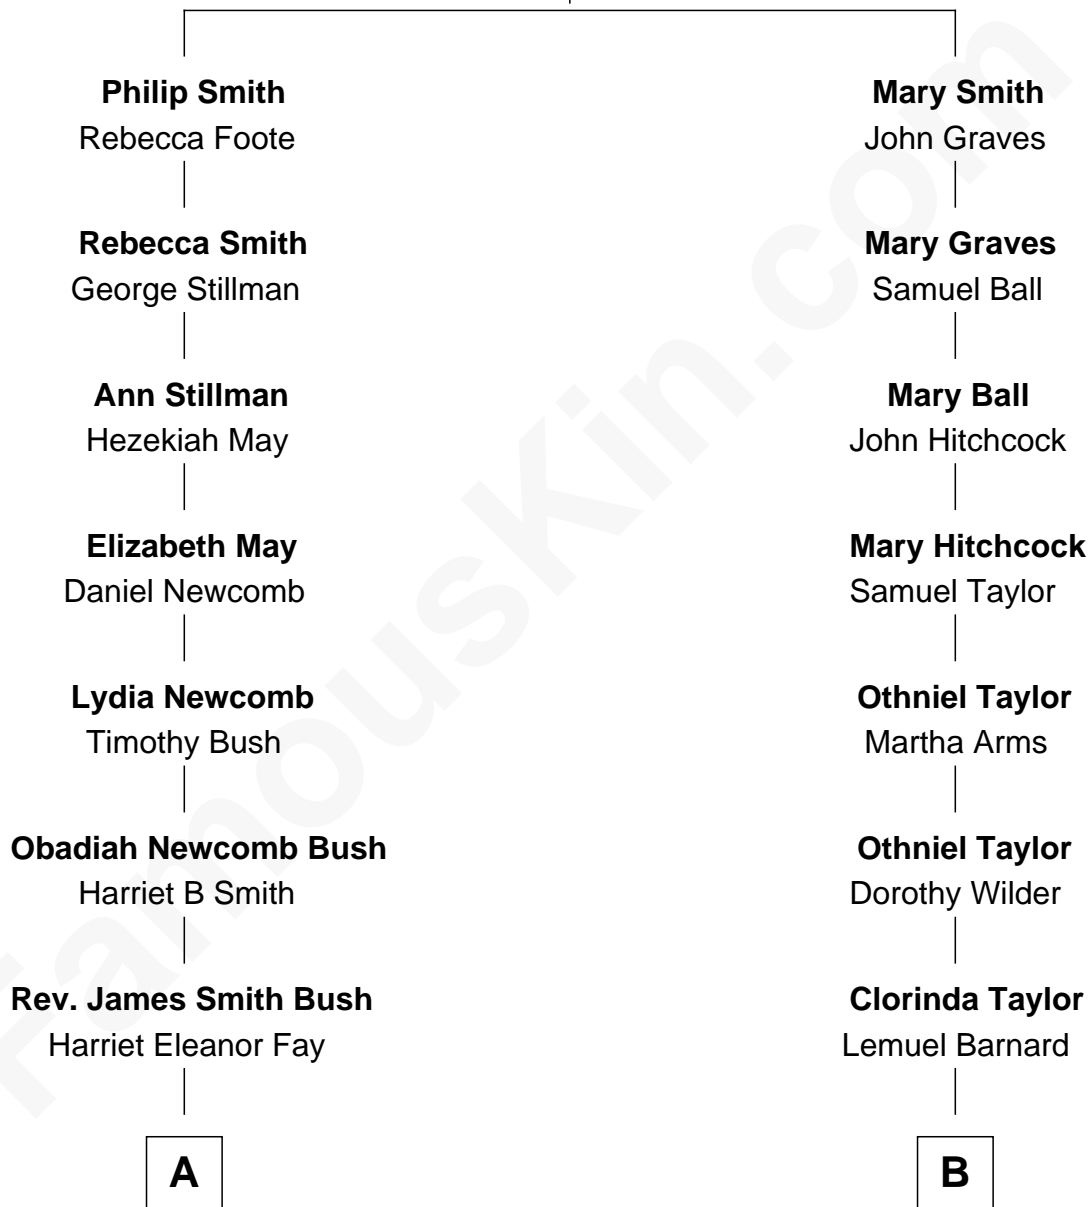 Philip Smith
Rebecca Foote
Rebecca Smith
George Stillman
Ann Stillman
Hezekiah May
Elizabeth May
Daniel Newcomb
Lydia Newcomb
Timothy Bush
Obadiah Newcomb Bush
Harriet B Smith
Rev. James Smith Bush
Harriet Eleanor Fay
A
Mary Smith
John Graves
Mary Graves
Samuel Ball
Mary Ball
John Hitchcock
Mary Hitchcock
Samuel Taylor
Othniel Taylor
Martha Arms
Othniel Taylor
Dorothy Wilder
Clorinda Taylor
Lemuel Barnard
B
FamousKin.com